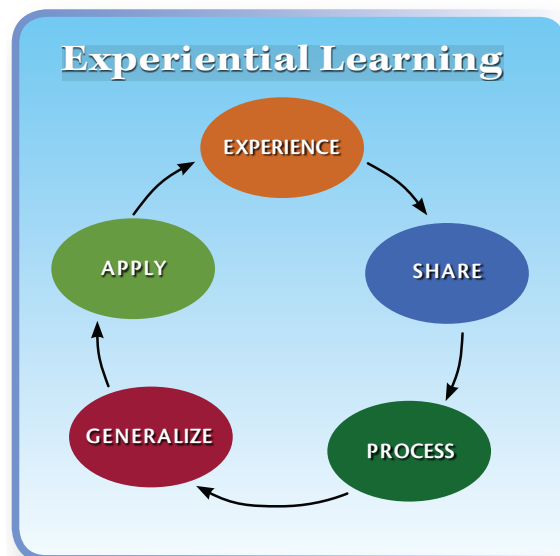 Experiential Learning
EXPERIENCE
SHARE
PROCESS
GENERALIZE
APPLY